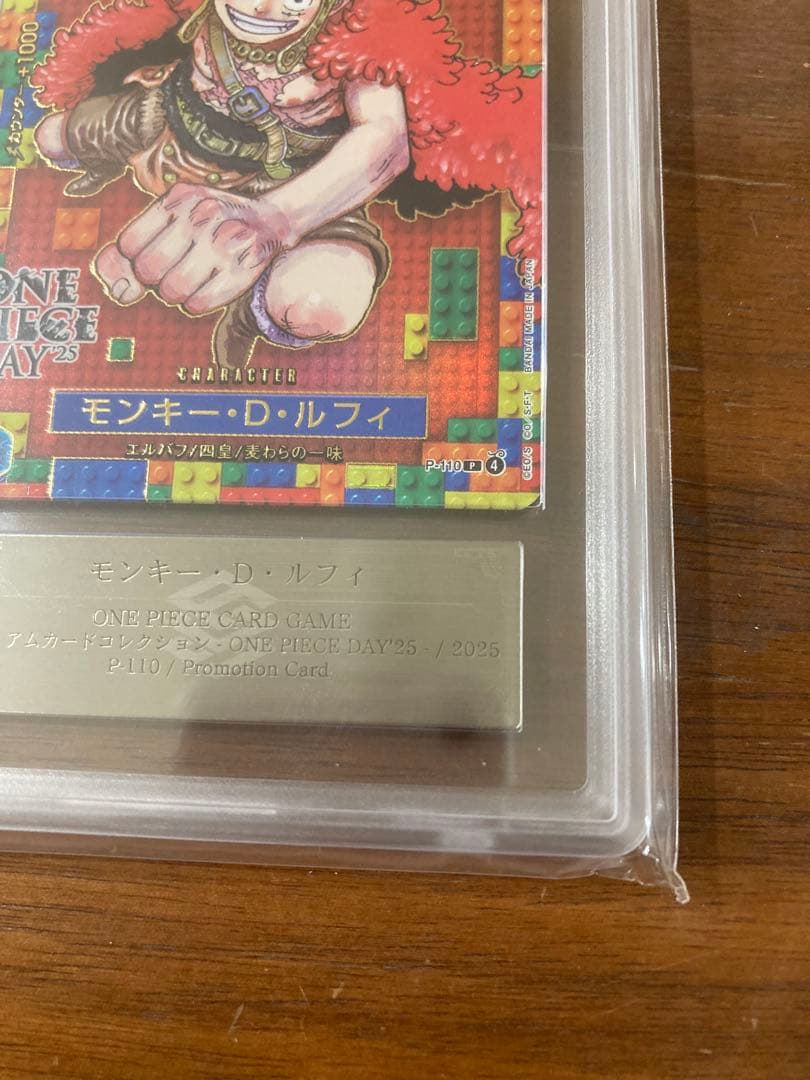 カウンター+1000
ONE
PIECE
DAY'25
CHARACTER
モンキー・D・ルフィ
エルバフ/四皇/麦わらの一味
P-110 P 4
©EO/S ©O/S·F·T BANDAI MADE IN JAPAN
モンキー・D・ルフィ
ONE PIECE CARD GAME
アムカードコレクション - ONE PIECE DAY'25 - / 2025
P-110 / Promotion Card